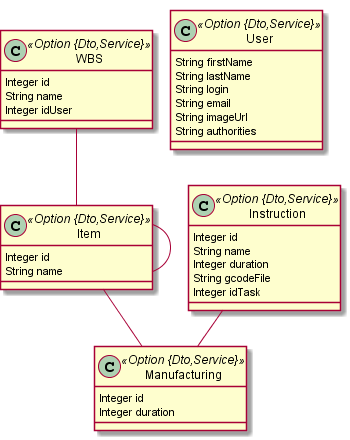 C «Option {Dto,Service}»
WBS
Integer id
String name
Integer idUser
C «Option {Dto,Service}»
User
String firstName
String lastName
String login
String email
String imageUrl
String authorities
C «Option {Dto,Service}»
Item
Integer id
String name
C «Option {Dto,Service}»
Instruction
Integer id
String name
Integer duration
String gcodeFile
Integer idTask
C «Option {Dto,Service}»
Manufacturing
Integer id
Integer duration